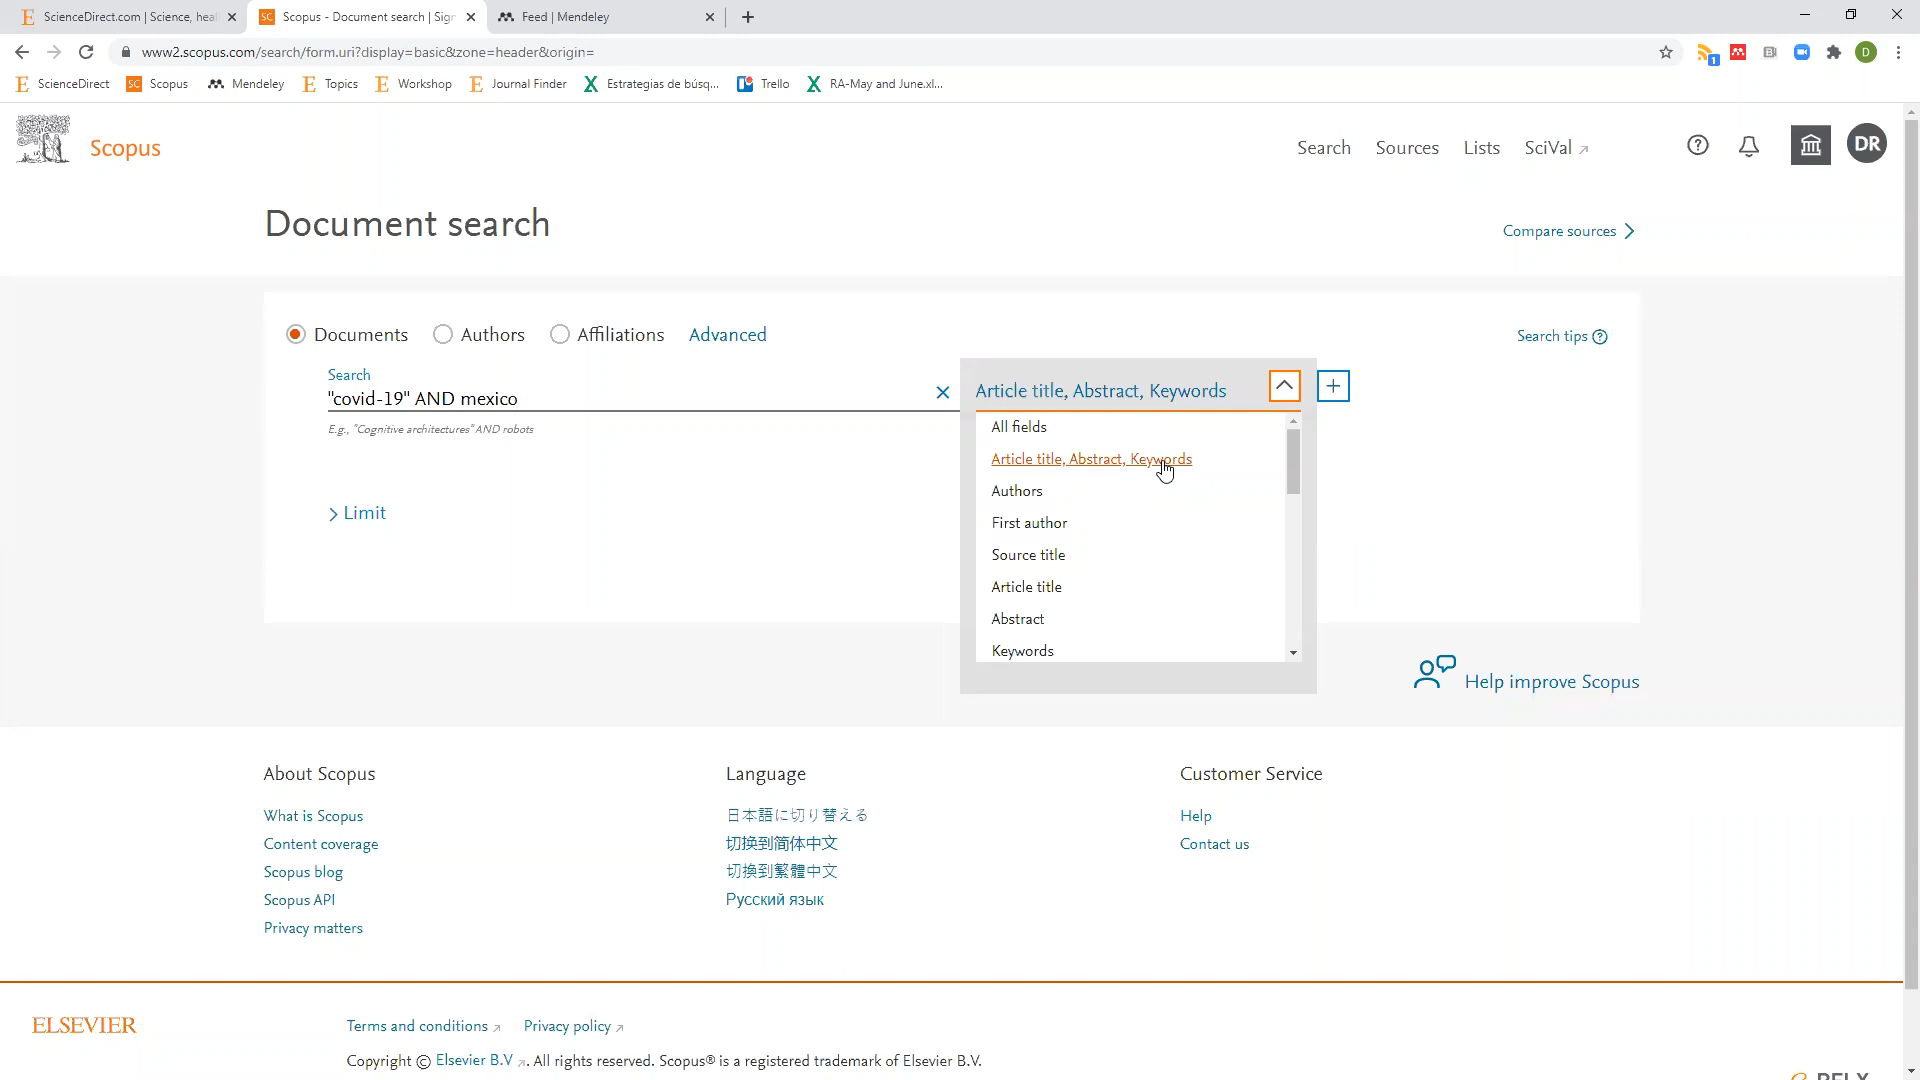 ScienceDirect.com | Science, heal
Scopus - Document search | Sign
Feed | Mendeley
www2.scopus.com/search/form.uri?display=basic&zone=header&origin=
1
D
ScienceDirect
Scopus
Mendeley
Topics
Workshop
Journal Finder
Estrategias de búsq...
Trello
RA-May and June.xl...
Scopus
Search
Sources
Lists
SciVal
DR
Document search
Compare sources
Documents
Authors
Affiliations
Advanced
Search tips
Search
"covid-19" AND mexico
E.g., "Cognitive architectures" AND robots
Article title, Abstract, Keywords
All fields
Article title, Abstract, Keywords
Authors
First author
Source title
Article title
Abstract
Keywords
Limit
Help improve Scopus
About Scopus
What is Scopus
Content coverage
Scopus blog
Scopus API
Privacy matters
Language
日本語に切り替える
切换到简体中文
切換到繁體中文
Русский язык
Customer Service
Help
Contact us
ELSEVIER
Terms and conditions
Privacy policy
Copyright © Elsevier B.V. All rights reserved. Scopus® is a registered trademark of Elsevier B.V.
RELX